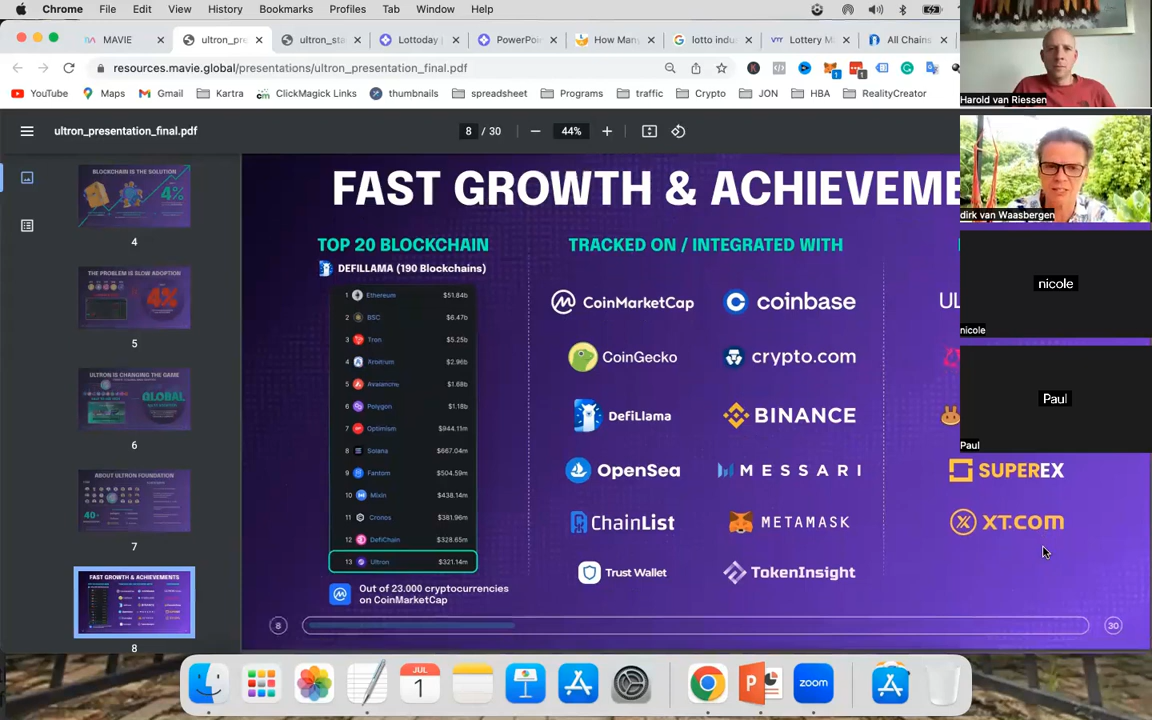 Chrome File Edit View History Bookmarks Profiles Tab Window Help
MAVIE
ultron_pre
ultron_sta
Lottoday
PowerPoin
How Many
lotto indu
Lottery M
All Chains
resources.mavie.global/presentations/ultron_presentation_final.pdf
YouTube Maps Gmail Kartra ClickMagick Links thumbnails spreadsheet Programs traffic Crypto JON HBA RealityCreator
ultron_presentation_final.pdf
8 / 30
44%
BLOCKCHAIN IS THE SOLUTION
4%
4
THE PROBLEM IS SLOW ADOPTION
4%
5
ULTRON IS CHANGING THE GAME
GLOBAL
6
ABOUT ULTRON FOUNDATION
40+
7
FAST GROWTH & ACHIEVEMENTS
8
FAST GROWTH & ACHIEVEME
TOP 20 BLOCKCHAIN
DEFILLAMA (190 Blockchains)
1 Ethereum $51.84b
2 BSC $6.47b
3 Tron $5.25b
4 Arbitrum $2.96b
5 Avalanche $1.68b
6 Polygon $1.18b
7 Optimism $944.11m
8 Solana $667.04m
9 Fantom $504.59m
10 Mixin $438.14m
11 Cronos $381.96m
12 DefiChain $328.65m
13 Ultron $321.14m
Out of 23.000 cryptocurrencies
on CoinMarketCap
TRACKED ON / INTEGRATED WITH
CoinMarketCap coinbase
CoinGecko crypto.com
DefiLlama BINANCE
OpenSea MESSARI
ChainList METAMASK
Trust Wallet TokenInsight
UL
SUPEREX
XT.COM
8
30
Harold van Riessen
dirk van Waasbergen
nicole
nicole
Paul
Paul
JUL
1
zoom